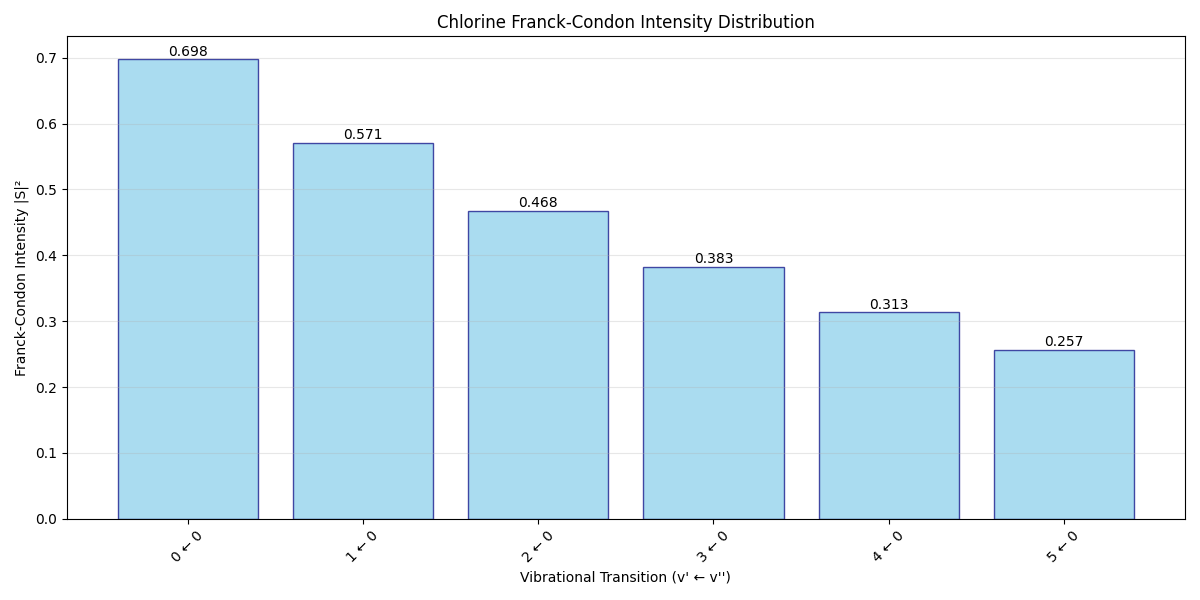 Chlorine Franck-Condon Intensity Distribution
Franck-Condon Intensity |S|²
0.7
0.6
0.5
0.4
0.3
0.2
0.1
0.0
0.698
0.571
0.468
0.383
0.313
0.257
0 ← 0
1 ← 0
2 ← 0
3 ← 0
4 ← 0
5 ← 0
Vibrational Transition (v' ← v'')